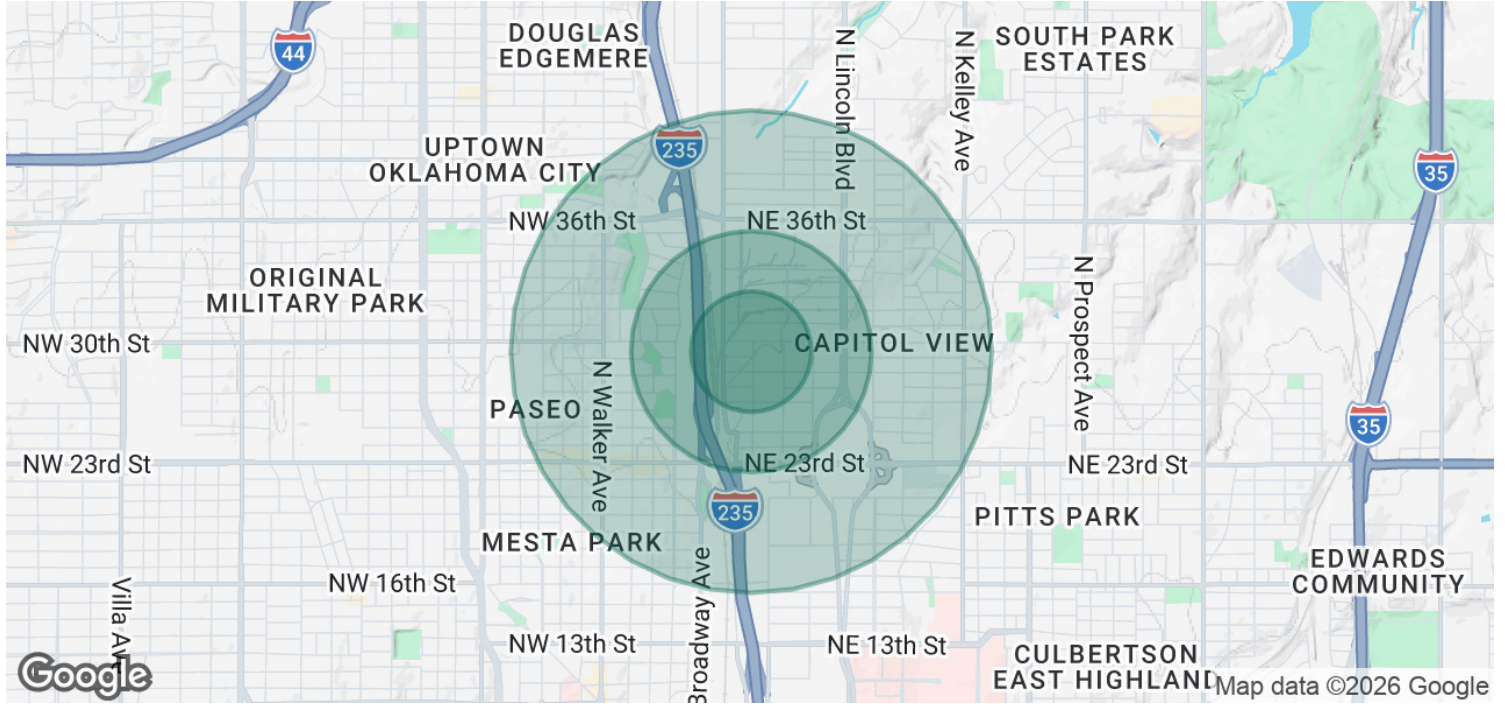 DOUGLAS
EDGEMERE
44
N Lincoln Blvd
N Kelley Ave
SOUTH PARK
ESTATES
UPTOWN
OKLAHOMA CITY
235
35
NW 36th St
NE 36th St
ORIGINAL
MILITARY PARK
N Prospect Ave
NW 30th St
CAPITOL VIEW
N Walker Ave
PASEO
35
NW 23rd St
NE 23rd St
NE 23rd St
235
PITTS PARK
MESTA PARK
EDWARDS
COMMUNITY
Villa Ave
NW 16th St
Broadway Ave
NW 13th St
NE 13th St
CULBERTSON
EAST HIGHLAND
Google
Map data ©2026 Google